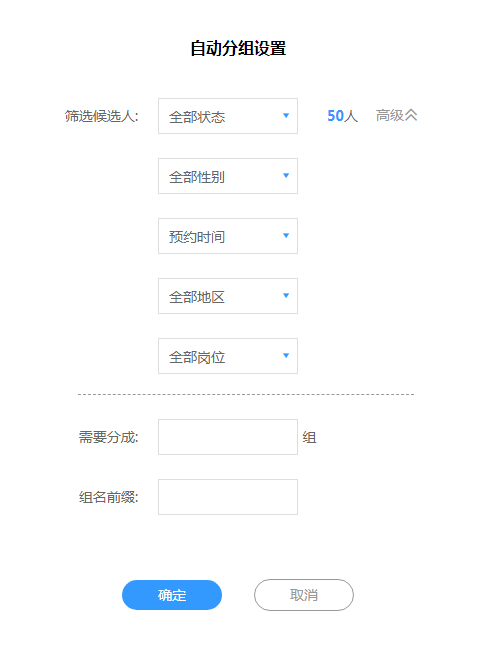 自动分组设置
筛选候选人: 全部状态 50人 高级
全部性别
预约时间
全部地区
全部岗位
需要分成: 组
组名前缀:
确定 取消